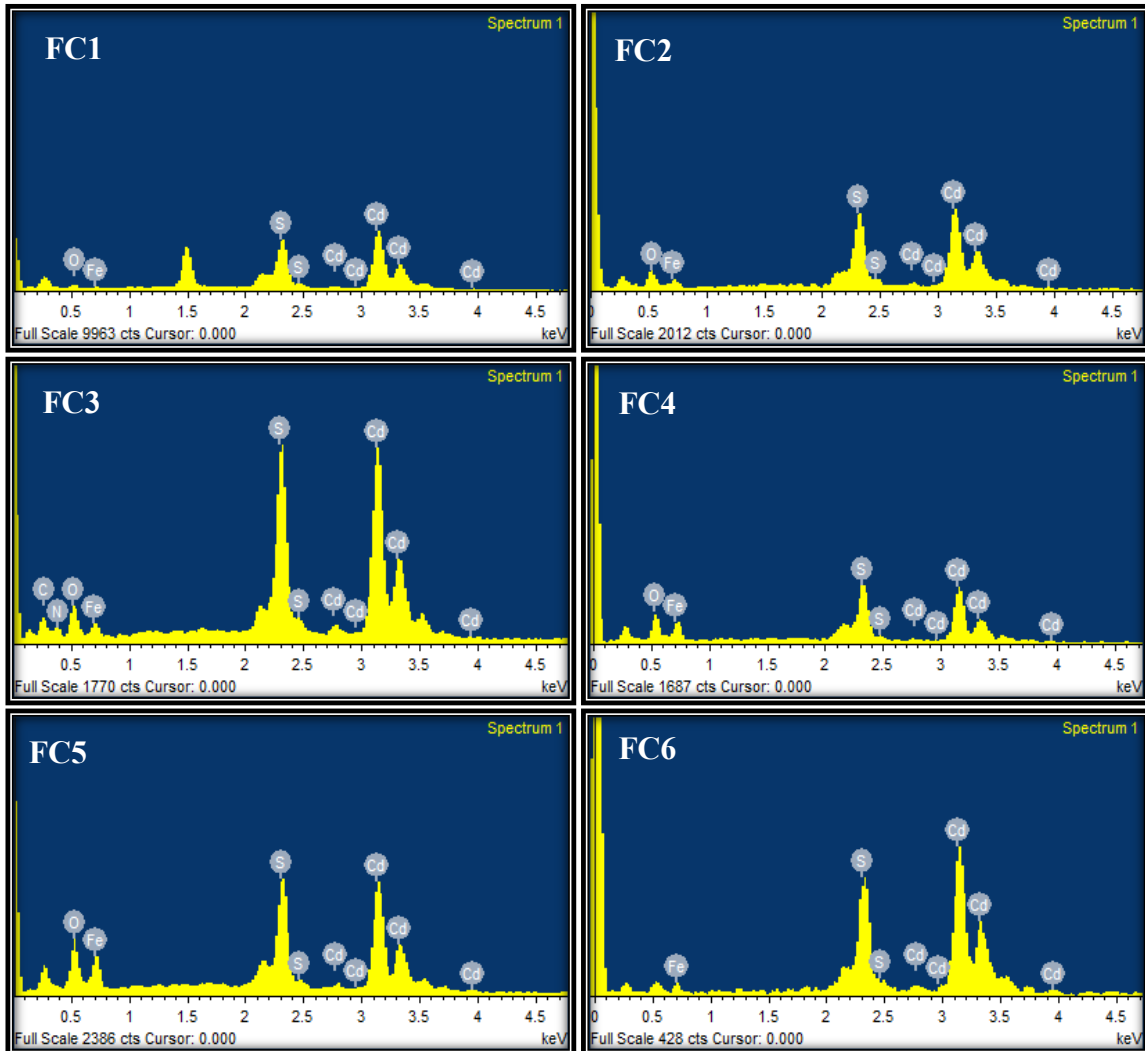 Spectrum 1
FC1
Cd
S
Cd
O Fe S Cd Cd Cd
0.5 1 1.5 2 2.5 3 3.5 4 4.5
Full Scale 9963 cts Cursor: 0.000 keV
Spectrum 1
FC2
S Cd
Cd
O Fe S Cd Cd Cd
0 0.5 1 1.5 2 2.5 3 3.5 4 4.5
Full Scale 2012 cts Cursor: 0.000 keV
Spectrum 1
FC3
S Cd
Cd
C O
N Fe S Cd Cd Cd
0.5 1 1.5 2 2.5 3 3.5 4 4.5
Full Scale 1770 cts Cursor: 0.000 keV
Spectrum 1
FC4
S Cd
O Fe S Cd Cd Cd Cd
0 0.5 1 1.5 2 2.5 3 3.5 4 4.5
Full Scale 1687 cts Cursor: 0.000 keV
Spectrum 1
FC5
S Cd
O Fe Cd
S Cd Cd Cd
0.5 1 1.5 2 2.5 3 3.5 4 4.5
Full Scale 2386 cts Cursor: 0.000 keV
Spectrum 1
FC6
Cd
S
Cd
Fe S Cd Cd Cd
0 0.5 1 1.5 2 2.5 3 3.5 4 4.5
Full Scale 428 cts Cursor: 0.000 keV